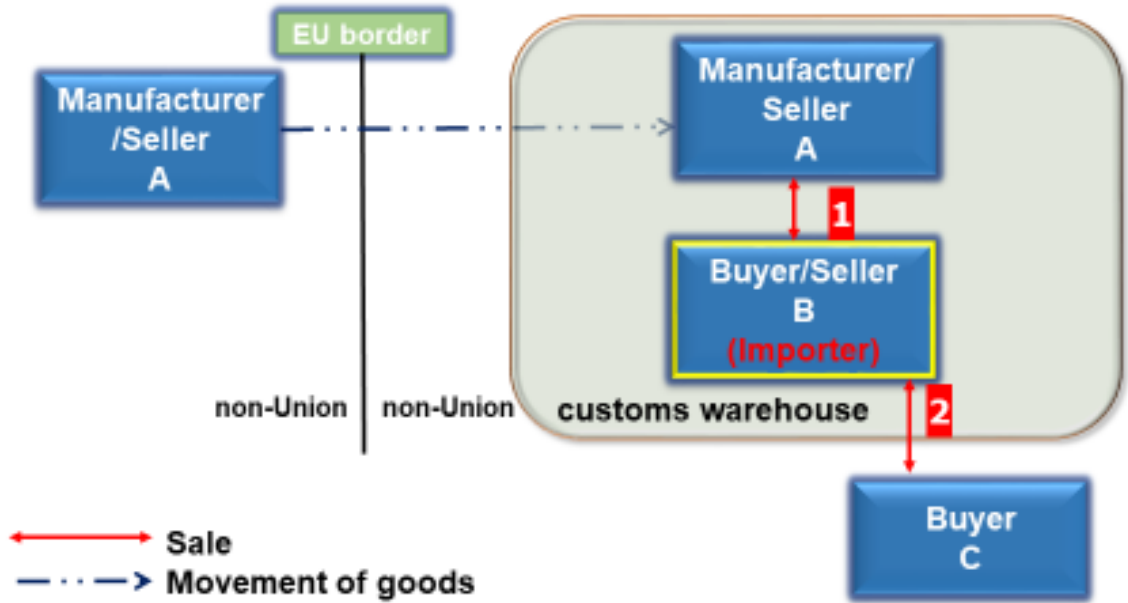 EU border
Manufacturer
/Seller
A
Manufacturer/
Seller
A
1
Buyer/Seller
B
(Importer)
non-Union
non-Union
customs warehouse
2
Buyer
C
Sale
Movement of goods